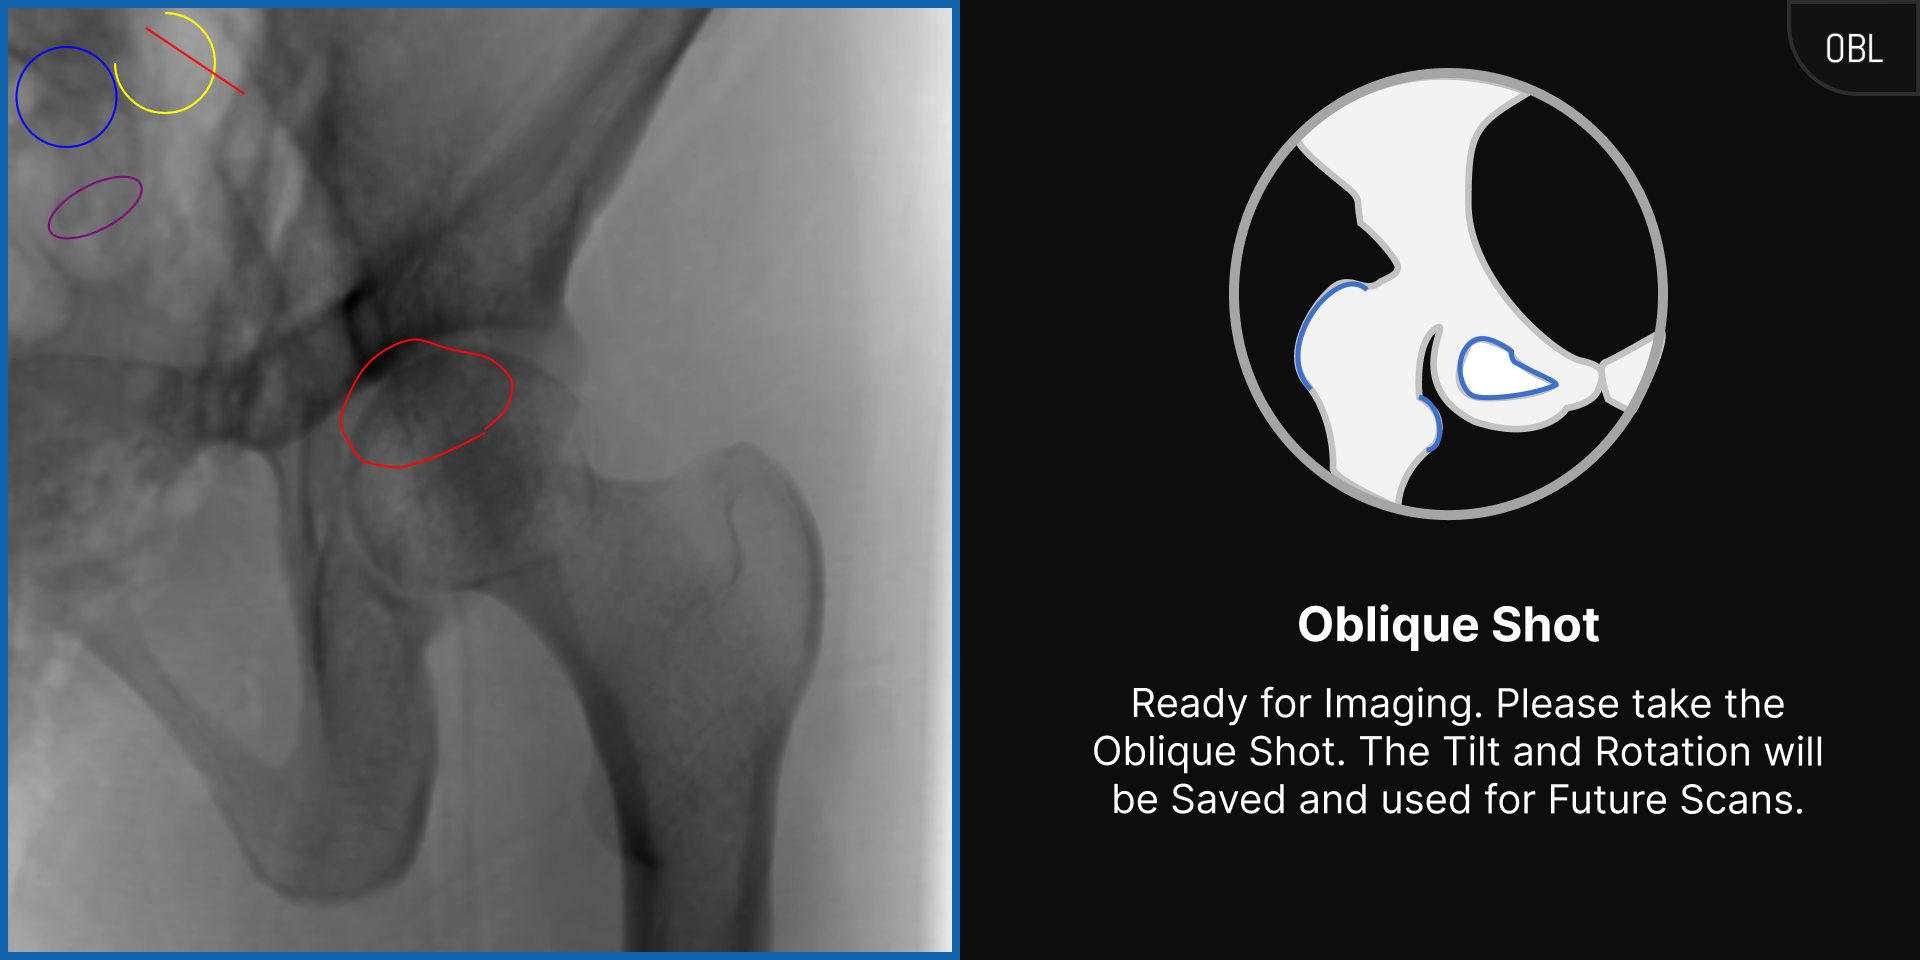 OBL
Oblique Shot
Ready for Imaging. Please take the
Oblique Shot. The Tilt and Rotation will
be Saved and used for Future Scans.